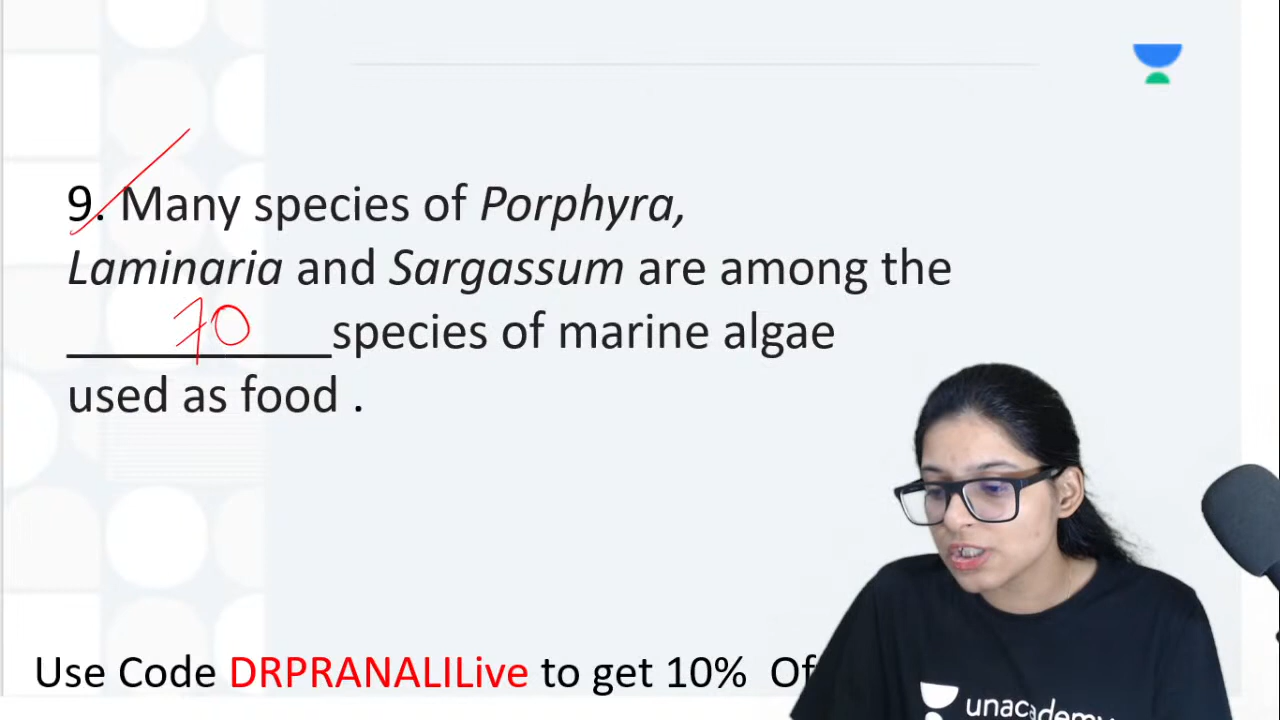 9. Many species of Porphyra,
Laminaria and Sargassum are among the
70 species of marine algae
used as food .
Use Code DRPRANALILive to get 10% Of
unacademy